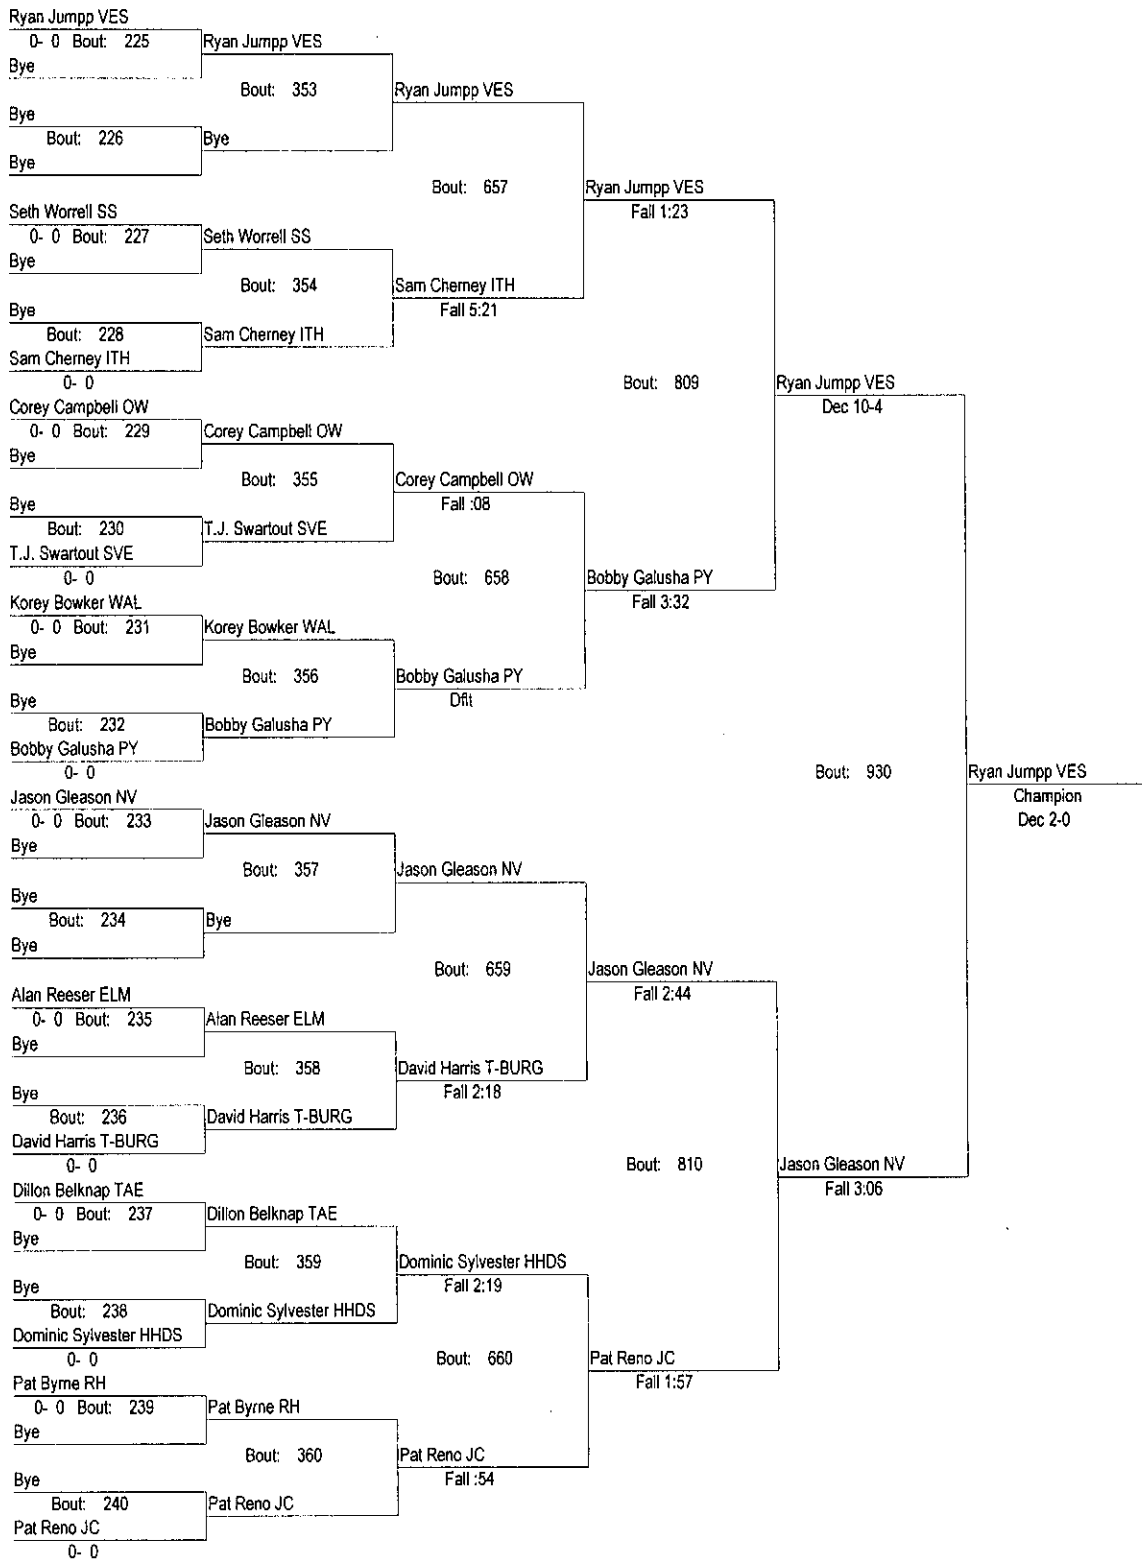 Ryan Jumpp VES
0- 0 Bout: 225
Bye
Ryan Jumpp VES
Bout: 353
Bye
Bout: 226
Bye
Bye
Ryan Jumpp VES
Bout: 657
Seth Worrell SS
0- 0 Bout: 227
Bye
Seth Worrell SS
Bout: 354
Bye
Bout: 228
Sam Cherney ITH
0- 0
Sam Cherney ITH
Sam Cherney ITH
Fall 5:21
Ryan Jumpp VES
Fall 1:23
Bout: 809
Corey Campbell OW
0- 0 Bout: 229
Bye
Corey Campbell OW
Bout: 355
Bye
Bout: 230
T.J. Swartout SVE
0- 0
T.J. Swartout SVE
Corey Campbell OW
Fall :08
Bout: 658
Korey Bowker WAL
0- 0 Bout: 231
Bye
Korey Bowker WAL
Bout: 356
Bye
Bout: 232
Bobby Galusha PY
0- 0
Bobby Galusha PY
Bobby Galusha PY
Dflt
Bobby Galusha PY
Fall 3:32
Ryan Jumpp VES
Dec 10-4
Bout: 930
Ryan Jumpp VES
Champion
Dec 2-0
Jason Gleason NV
0- 0 Bout: 233
Bye
Jason Gleason NV
Bout: 357
Bye
Bout: 234
Bye
Bye
Jason Gleason NV
Bout: 659
Alan Reeser ELM
0- 0 Bout: 235
Bye
Alan Reeser ELM
Bout: 358
Bye
Bout: 236
David Harris T-BURG
0- 0
David Harris T-BURG
David Harris T-BURG
Fall 2:18
Jason Gleason NV
Fall 2:44
Bout: 810
Jason Gleason NV
Fall 3:06
Dillon Belknap TAE
0- 0 Bout: 237
Bye
Dillon Belknap TAE
Bout: 359
Bye
Bout: 238
Dominic Sylvester HHDS
0- 0
Dominic Sylvester HHDS
Dominic Sylvester HHDS
Fall 2:19
Bout: 660
Pat Reno JC
Fall 1:57
Pat Byrne RH
0- 0 Bout: 239
Bye
Pat Byrne RH
Bout: 360
Bye
Bout: 240
Pat Reno JC
0- 0
Pat Reno JC
Pat Reno JC
Fall :54